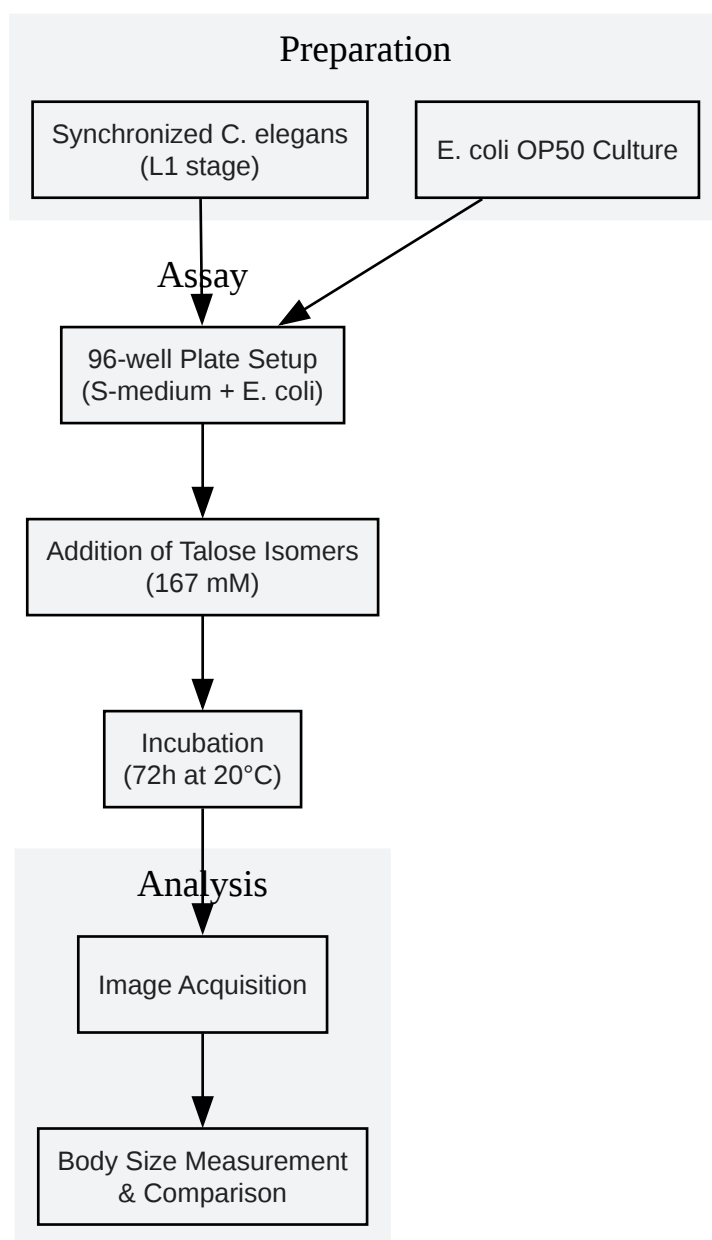 Preparation
Synchronized C. elegans
(L1 stage)
E. coli OP50 Culture
Assay
96-well Plate Setup
(S-medium + E. coli)
Addition of Talose Isomers
(167 mM)
Incubation
(72h at 20°C)
Analysis
Image Acquisition
Body Size Measurement
& Comparison